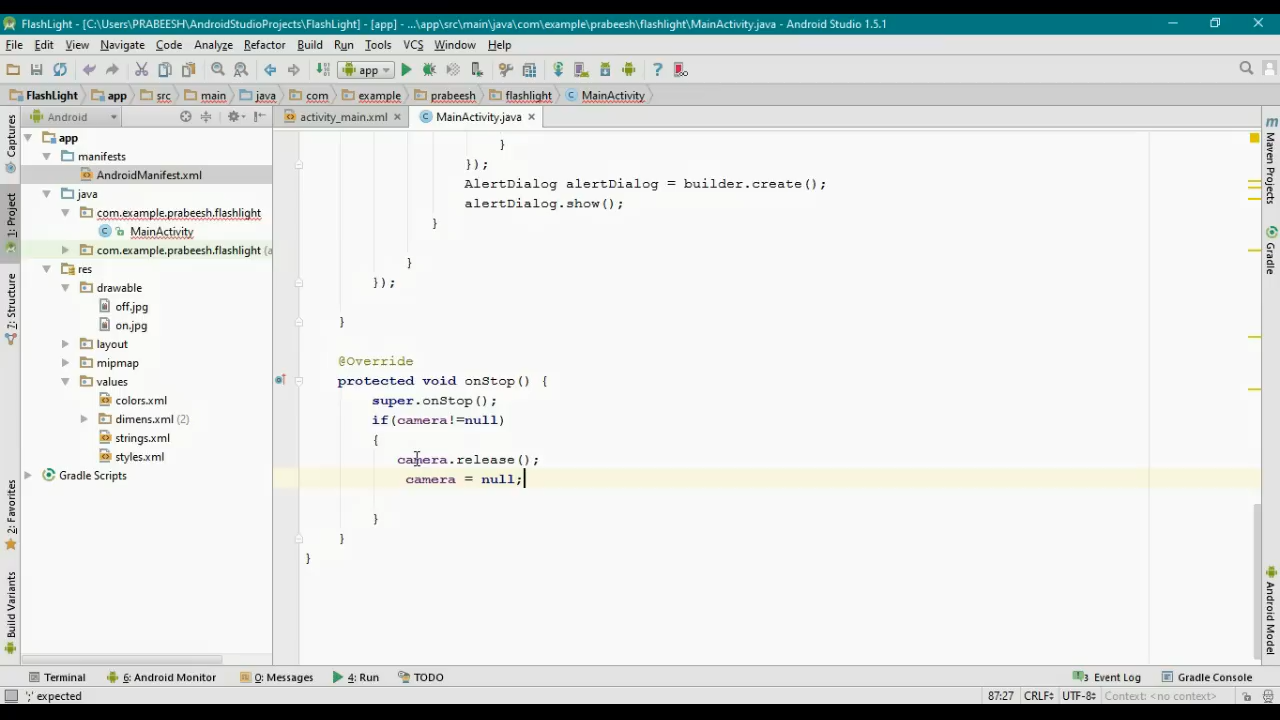 FlashLight - [C:\Users\PRABEESH\AndroidStudioProjects\FlashLight] - [app] - ...\app\src\main\java\com\example\prabeesh\flashlight\MainActivity.java - Android Studio 1.5.1
File Edit View Navigate Code Analyze Refactor Build Run Tools VCS Window Help
app
FlashLight app src main java com example prabeesh flashlight MainActivity
Android
activity_main.xml MainActivity.java
Captures
1: Project
7: Structure
2: Favorites
Build Variants
app
manifests
AndroidManifest.xml
java
com.example.prabeesh.flashlight
MainActivity
com.example.prabeesh.flashlight (a
res
drawable
off.jpg
on.jpg
layout
mipmap
values
colors.xml
dimens.xml (2)
strings.xml
styles.xml
Gradle Scripts
}
});
AlertDialog alertDialog = builder.create();
alertDialog.show();
}
}
});
}
@Override
protected void onStop() {
super.onStop();
if(camera!=null)
{
camera.release();
camera = null;
}
}
}
m Maven Projects
Gradle
Android Model
Terminal 6: Android Monitor 0: Messages 4: Run TODO 3 Event Log Gradle Console
';' expected 87:27 CRLF UTF-8 Context: <no context>